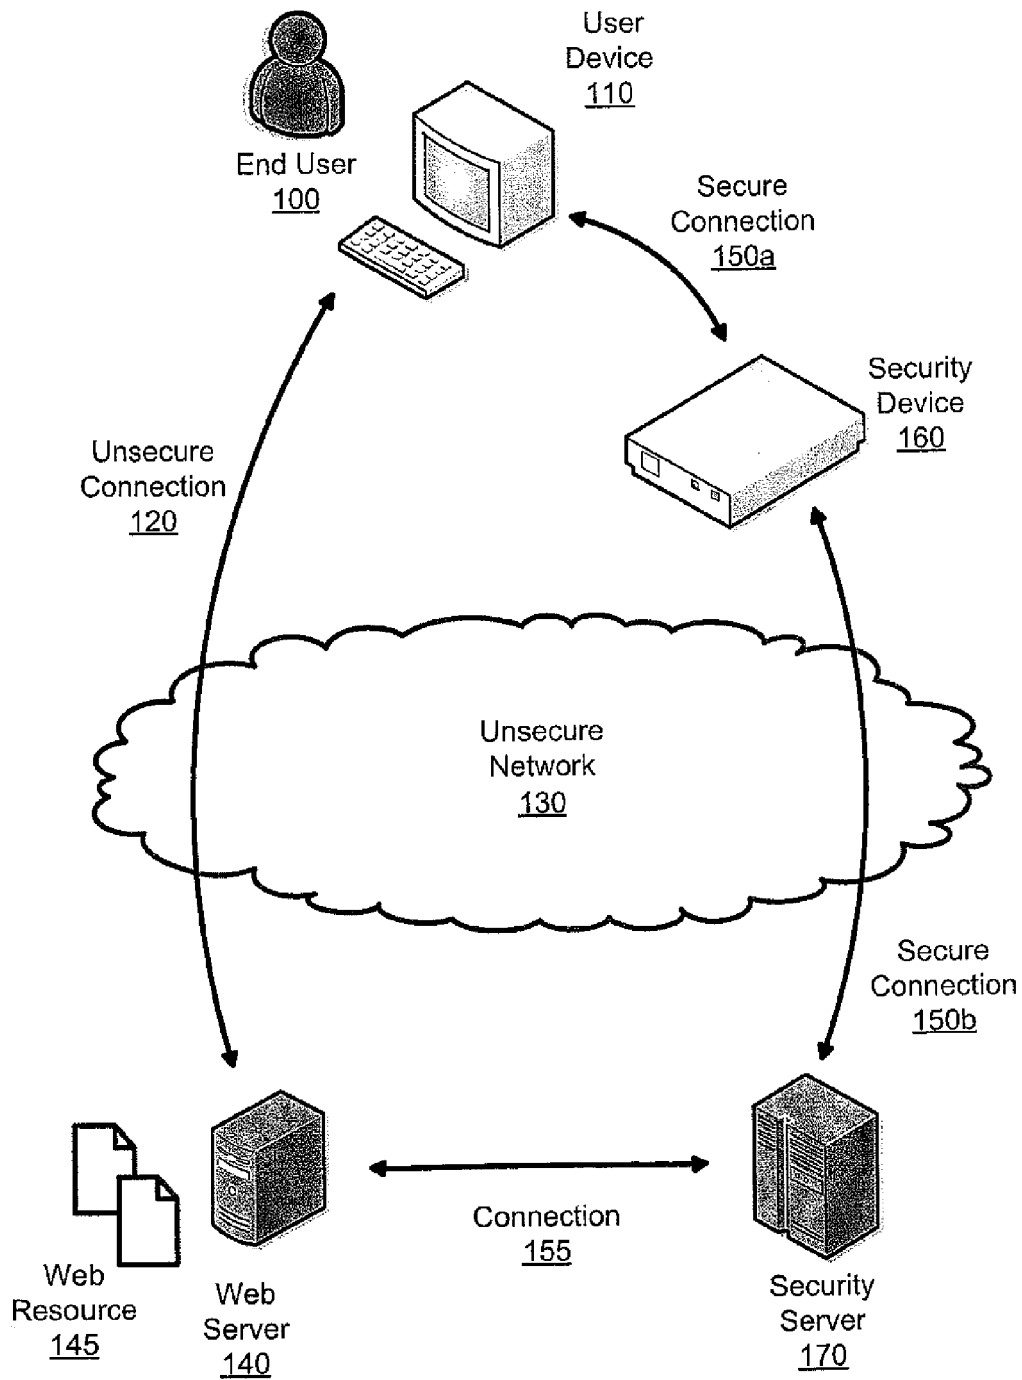 User
Device
110
End User
100
Secure
Connection
150a
Security
Device
160
Unsecure
Connection
120
Unsecure
Network
130
Secure
Connection
150b
Connection
155
Web
Resource
145
Web
Server
140
Security
Server
170